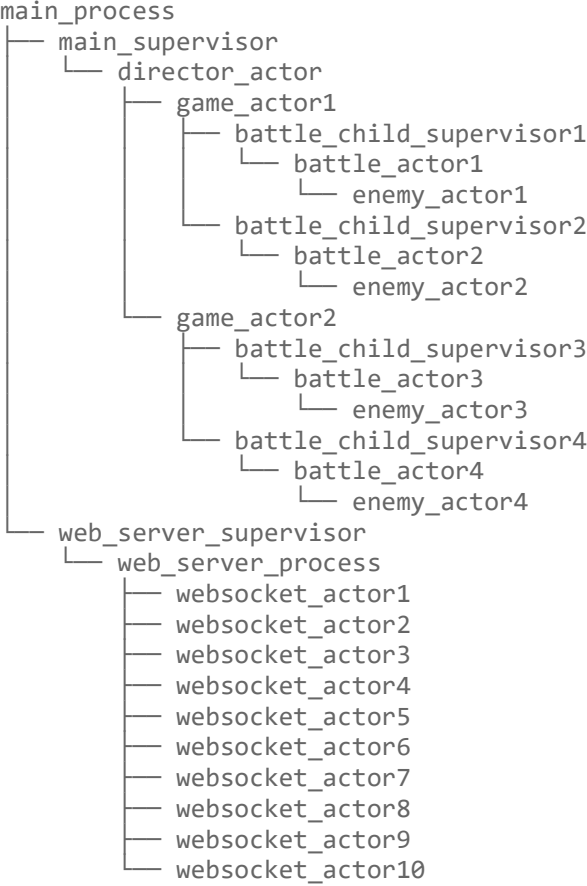 main_process
├── main_supervisor
│   └── director_actor
│       ├── game_actor1
│       │   ├── battle_child_supervisor1
│       │   │   └── battle_actor1
│       │   │       └── enemy_actor1
│       │   └── battle_child_supervisor2
│       │       └── battle_actor2
│       │           └── enemy_actor2
│       └── game_actor2
│           ├── battle_child_supervisor3
│           │   └── battle_actor3
│           │       └── enemy_actor3
│           └── battle_child_supervisor4
│               └── battle_actor4
│                   └── enemy_actor4
└── web_server_supervisor
    └── web_server_process
        ├── websocket_actor1
        ├── websocket_actor2
        ├── websocket_actor3
        ├── websocket_actor4
        ├── websocket_actor5
        ├── websocket_actor6
        ├── websocket_actor7
        ├── websocket_actor8
        ├── websocket_actor9
        └── websocket_actor10